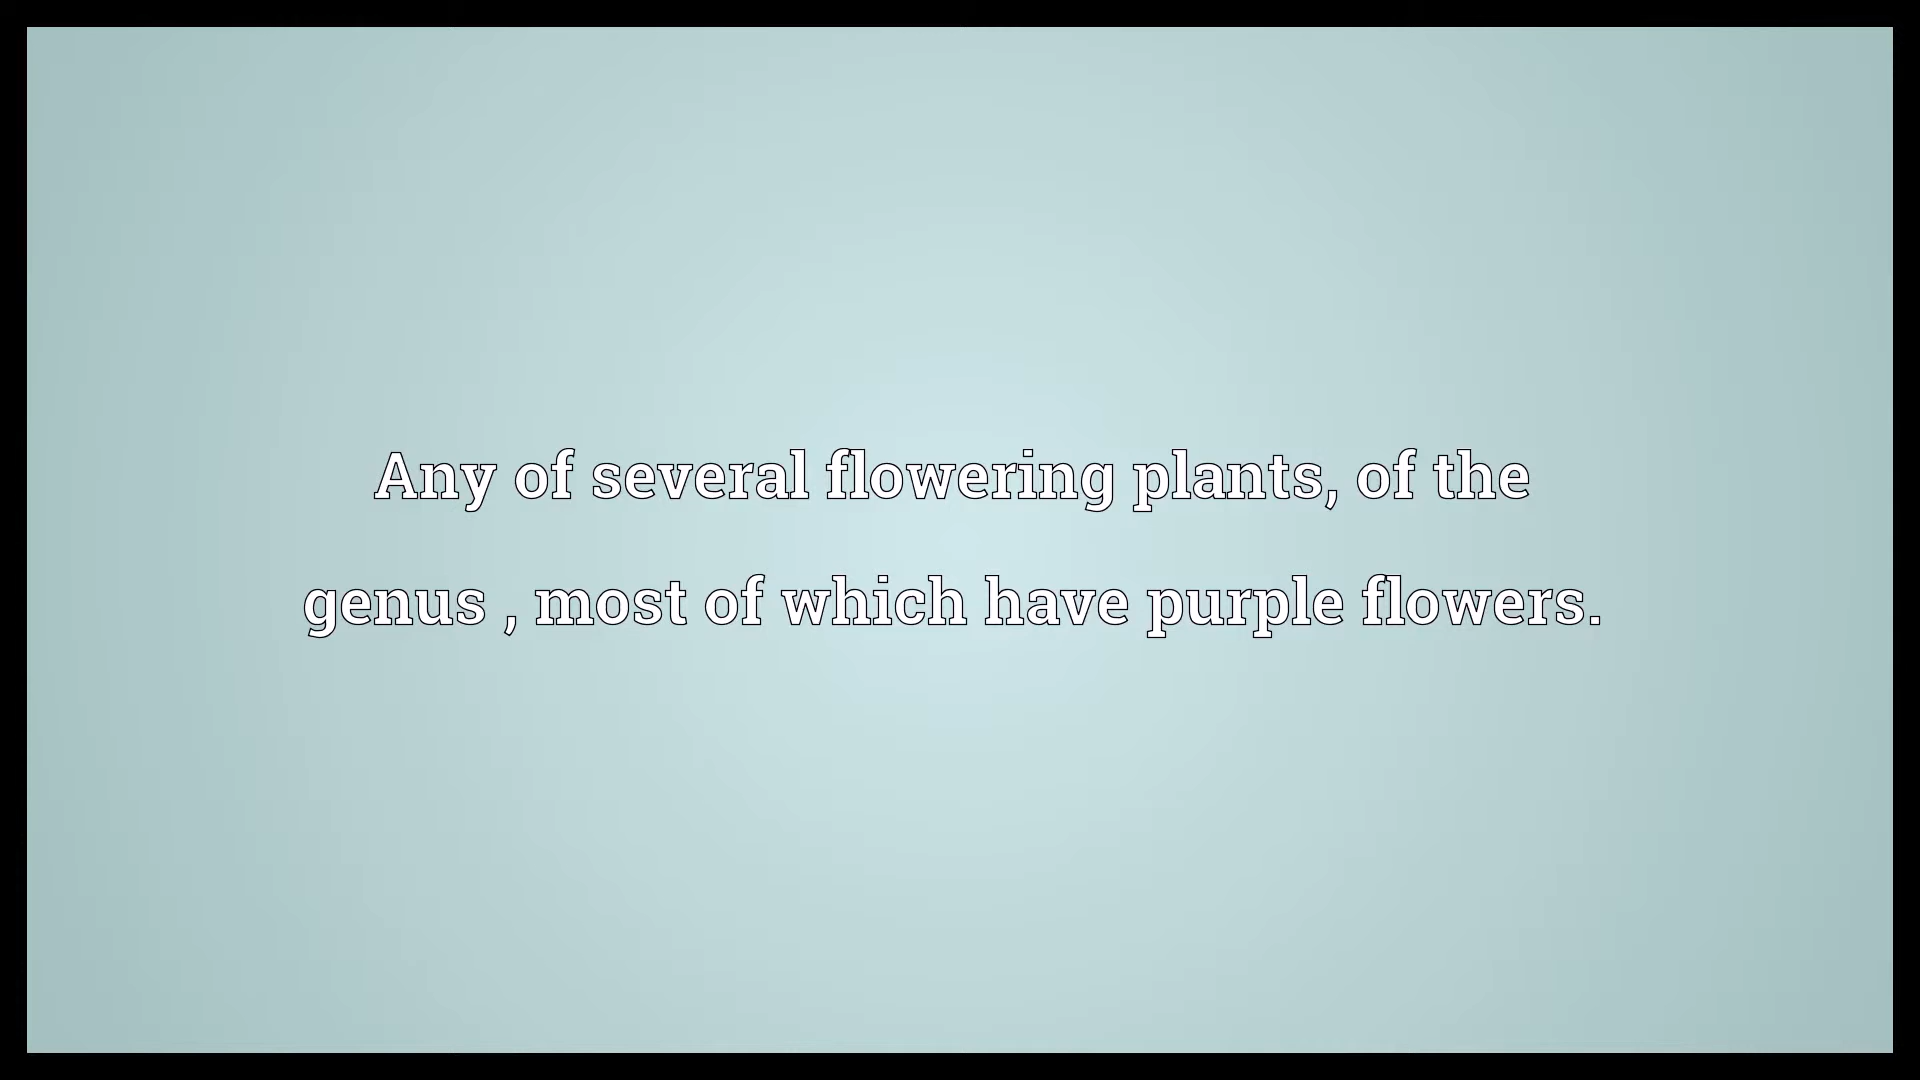 Any of several flowering plants, of the
genus , most of which have purple flowers.